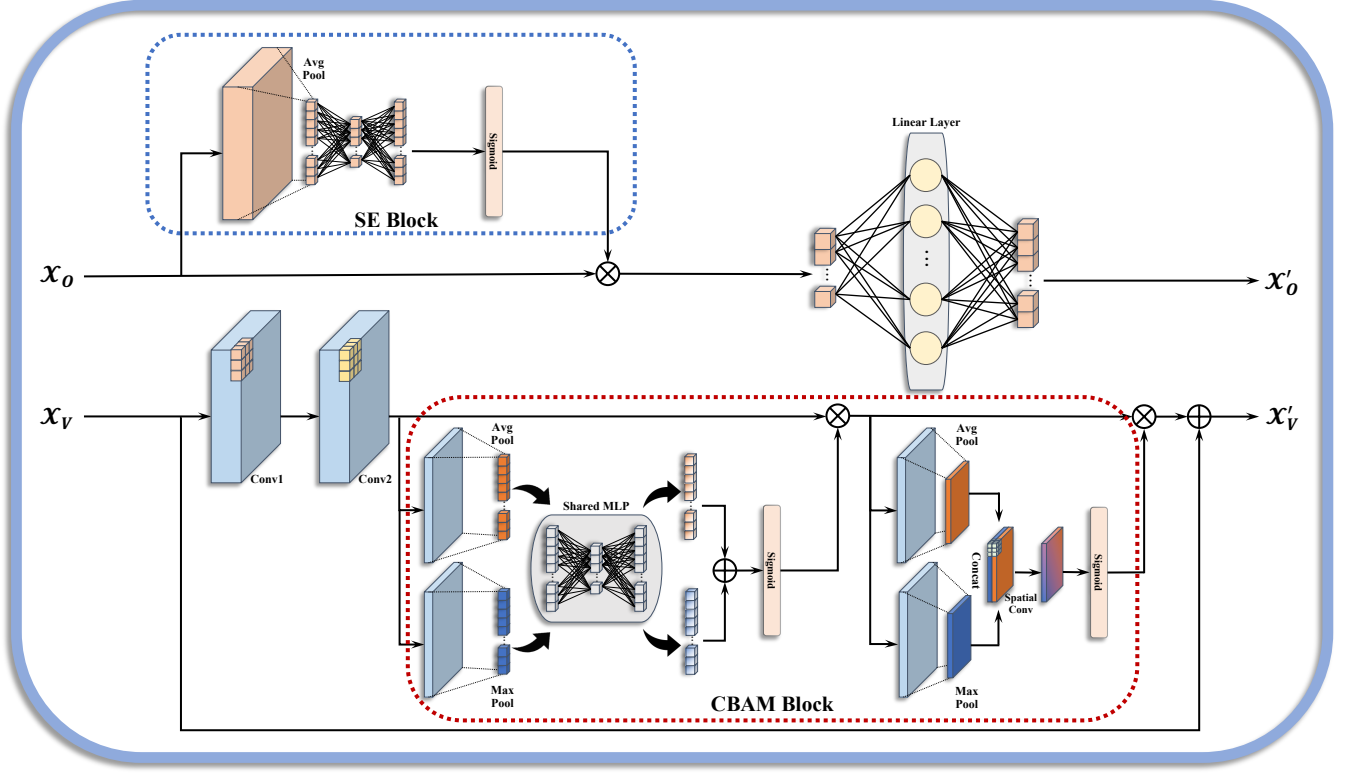 Avg
Pool
Sigmoid
SE Block
Linear Layer
x_O
x'_O
x_V
x'_V
Conv1
Conv2
Avg
Pool
Shared MLP
Sigmoid
Max
Pool
Avg
Pool
Concat
Spatial
Conv
Sigmoid
Max
Pool
CBAM Block